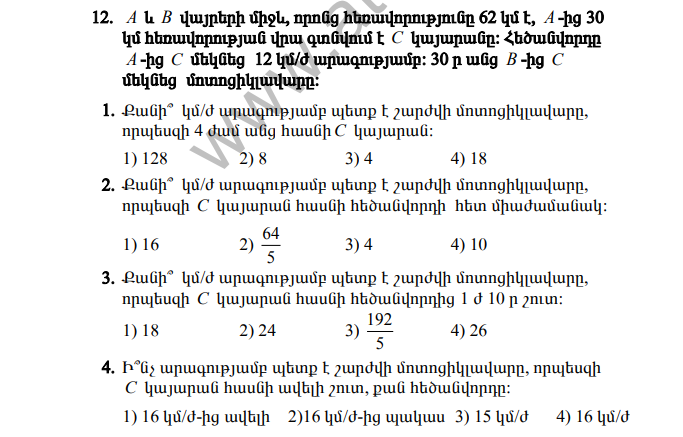 12. A և B վայրերի միջև, որոնց հեռավորությունը 62 կմ է, A-ից 30
կմ հեռավորության վրա գտնվում է C կայարանը: Հեծանվորդը
A-ից C մեկնեց 12 կմ/ժ արագությամբ: 30 ր անց B-ից C
մեկնեց մոտոցիկլավարը:
1. Քանի՞ կմ/ժ արագությամբ պետք է շարժվի մոտոցիկլավարը,
որպեսզի 4 ժամ անց հասնի C կայարան:
1) 128 2) 8 3) 4 4) 18
2. Քանի՞ կմ/ժ արագությամբ պետք է շարժվի մոտոցիկլավարը,
որպեսզի C կայարան հասնի հեծանվորդի հետ միաժամանակ:
1) 16 2) 64/5 3) 4 4) 10
3. Քանի՞ կմ/ժ արագությամբ պետք է շարժվի մոտոցիկլավարը,
որպեսզի C կայարան հասնի հեծանվորդից 1 ժ 10 ր շուտ:
1) 18 2) 24 3) 192/5 4) 26
4. Ի՞նչ արագությամբ պետք է շարժվի մոտոցիկլավարը, որպեսզի
C կայարան հասնի ավելի շուտ, քան հեծանվորդը:
1) 16 կմ/ժ-ից ավելի 2)16 կմ/ժ-ից պակաս 3) 15 կմ/ժ 4) 16 կմ/ժ